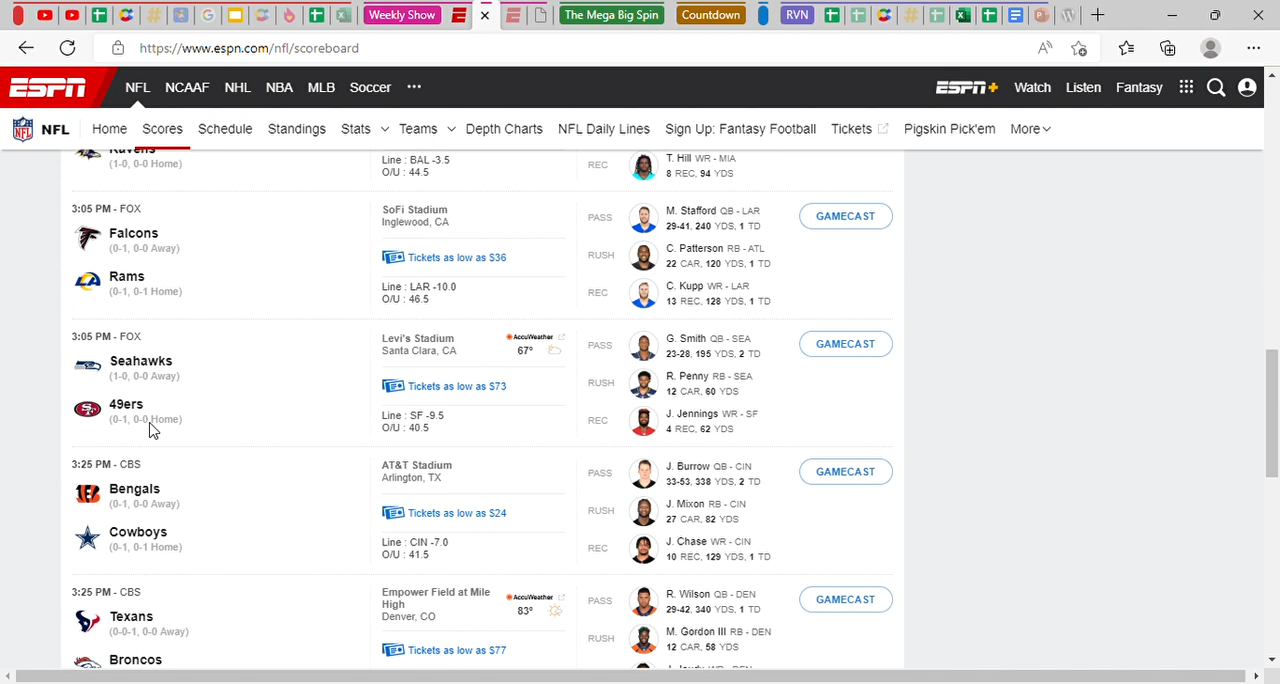 Weekly Show
The Mega Big Spin
Countdown
RVN
https://www.espn.com/nfl/scoreboard
ESPN
NFL NCAAF NHL NBA MLB Soccer
ESPN+ Watch Listen Fantasy
NFL Home Scores Schedule Standings Stats Teams Depth Charts NFL Daily Lines Sign Up: Fantasy Football Tickets Pigskin Pick'em More
Ravens
(1-0, 0-0 Home)
Line : BAL -3.5
O/U : 44.5
REC
T. Hill WR - MIA
8 REC, 94 YDS
3:05 PM - FOX
Falcons
(0-1, 0-0 Away)
Rams
(0-1, 0-1 Home)
SoFi Stadium
Inglewood, CA
Tickets as low as $36
Line : LAR -10.0
O/U : 46.5
PASS
M. Stafford QB - LAR
29-41, 240 YDS, 1 TD
RUSH
C. Patterson RB - ATL
22 CAR, 120 YDS, 1 TD
REC
C. Kupp WR - LAR
13 REC, 128 YDS, 1 TD
GAMECAST
3:05 PM - FOX
Seahawks
(1-0, 0-0 Away)
49ers
(0-1, 0-0 Home)
Levi's Stadium
Santa Clara, CA
AccuWeather
67°
Tickets as low as $73
Line : SF -9.5
O/U : 40.5
PASS
G. Smith QB - SEA
23-28, 195 YDS, 2 TD
RUSH
R. Penny RB - SEA
12 CAR, 60 YDS
REC
J. Jennings WR - SF
4 REC, 62 YDS
GAMECAST
3:25 PM - CBS
Bengals
(0-1, 0-0 Away)
Cowboys
(0-1, 0-1 Home)
AT&T Stadium
Arlington, TX
Tickets as low as $24
Line : CIN -7.0
O/U : 41.5
PASS
J. Burrow QB - CIN
33-53, 338 YDS, 2 TD
RUSH
J. Mixon RB - CIN
27 CAR, 82 YDS
REC
J. Chase WR - CIN
10 REC, 129 YDS, 1 TD
GAMECAST
3:25 PM - CBS
Texans
(0-0-1, 0-0 Away)
Broncos
Empower Field at Mile
High
Denver, CO
AccuWeather
83°
Tickets as low as $77
PASS
R. Wilson QB - DEN
29-42, 340 YDS, 1 TD
RUSH
M. Gordon III RB - DEN
12 CAR, 58 YDS
GAMECAST